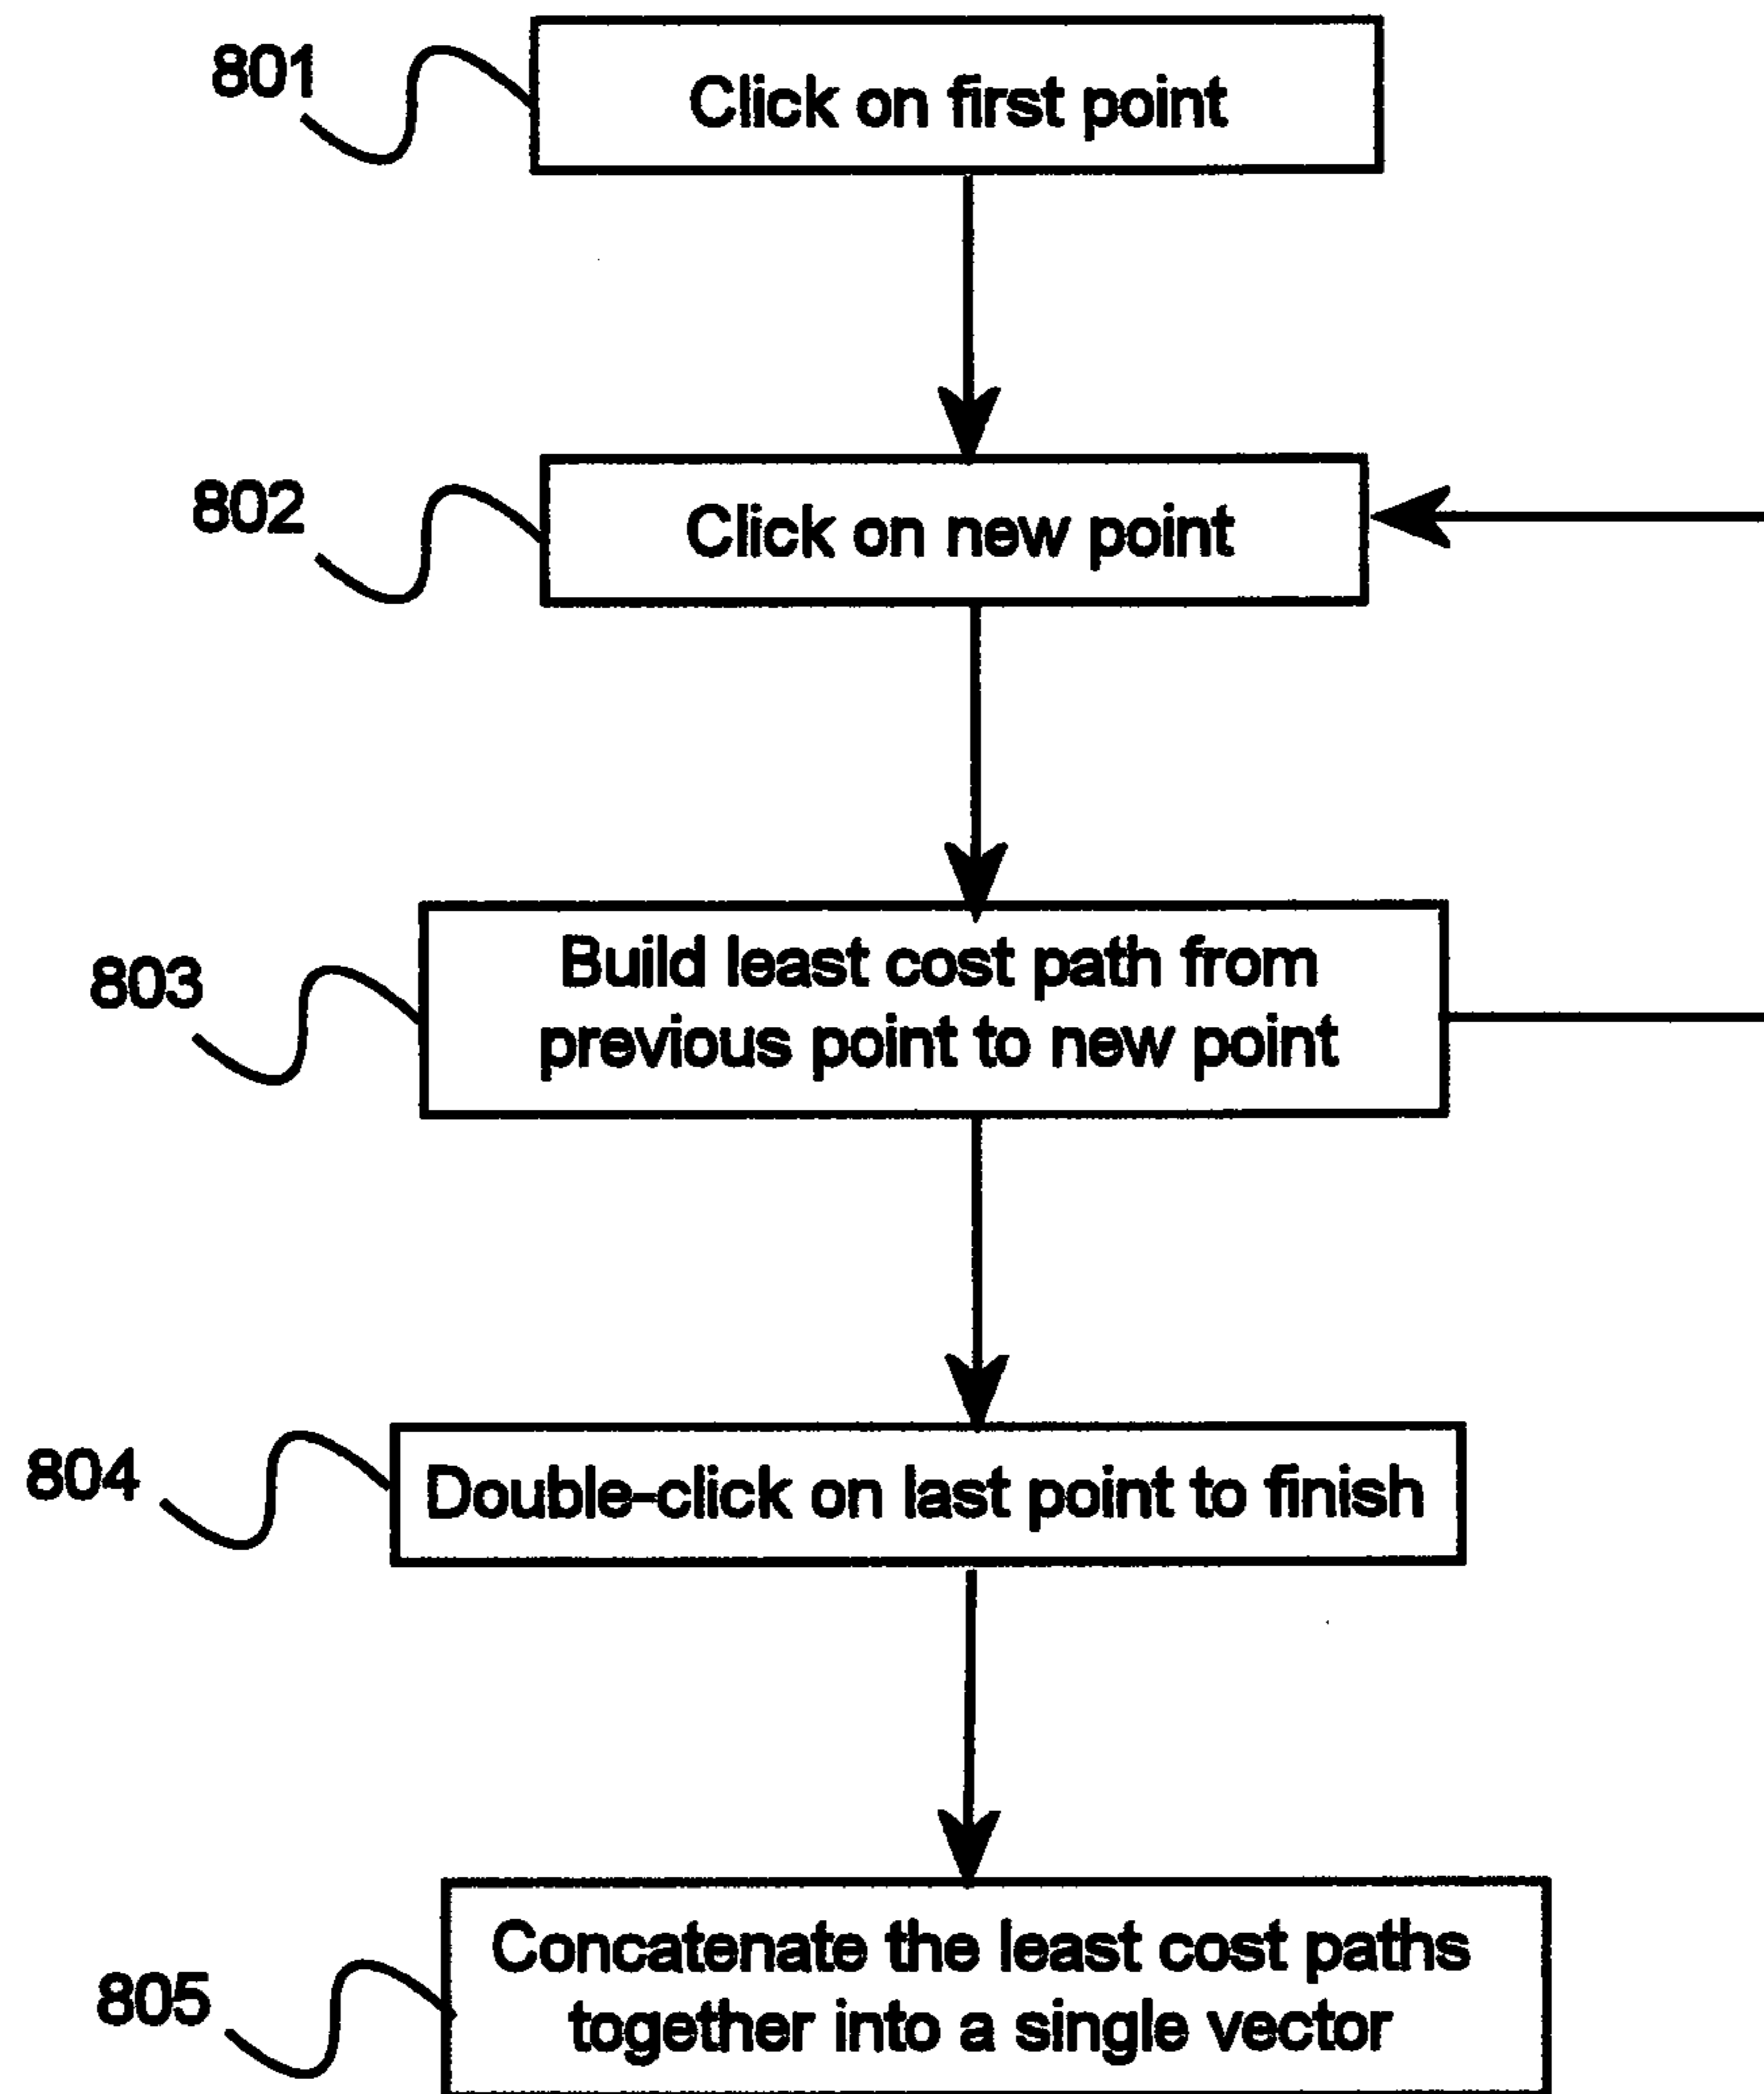 801
Click on first point
802
Click on new point
803
Build least cost path from
previous point to new point
804
Double-click on last point to finish
805
Concatenate the least cost paths
together into a single vector